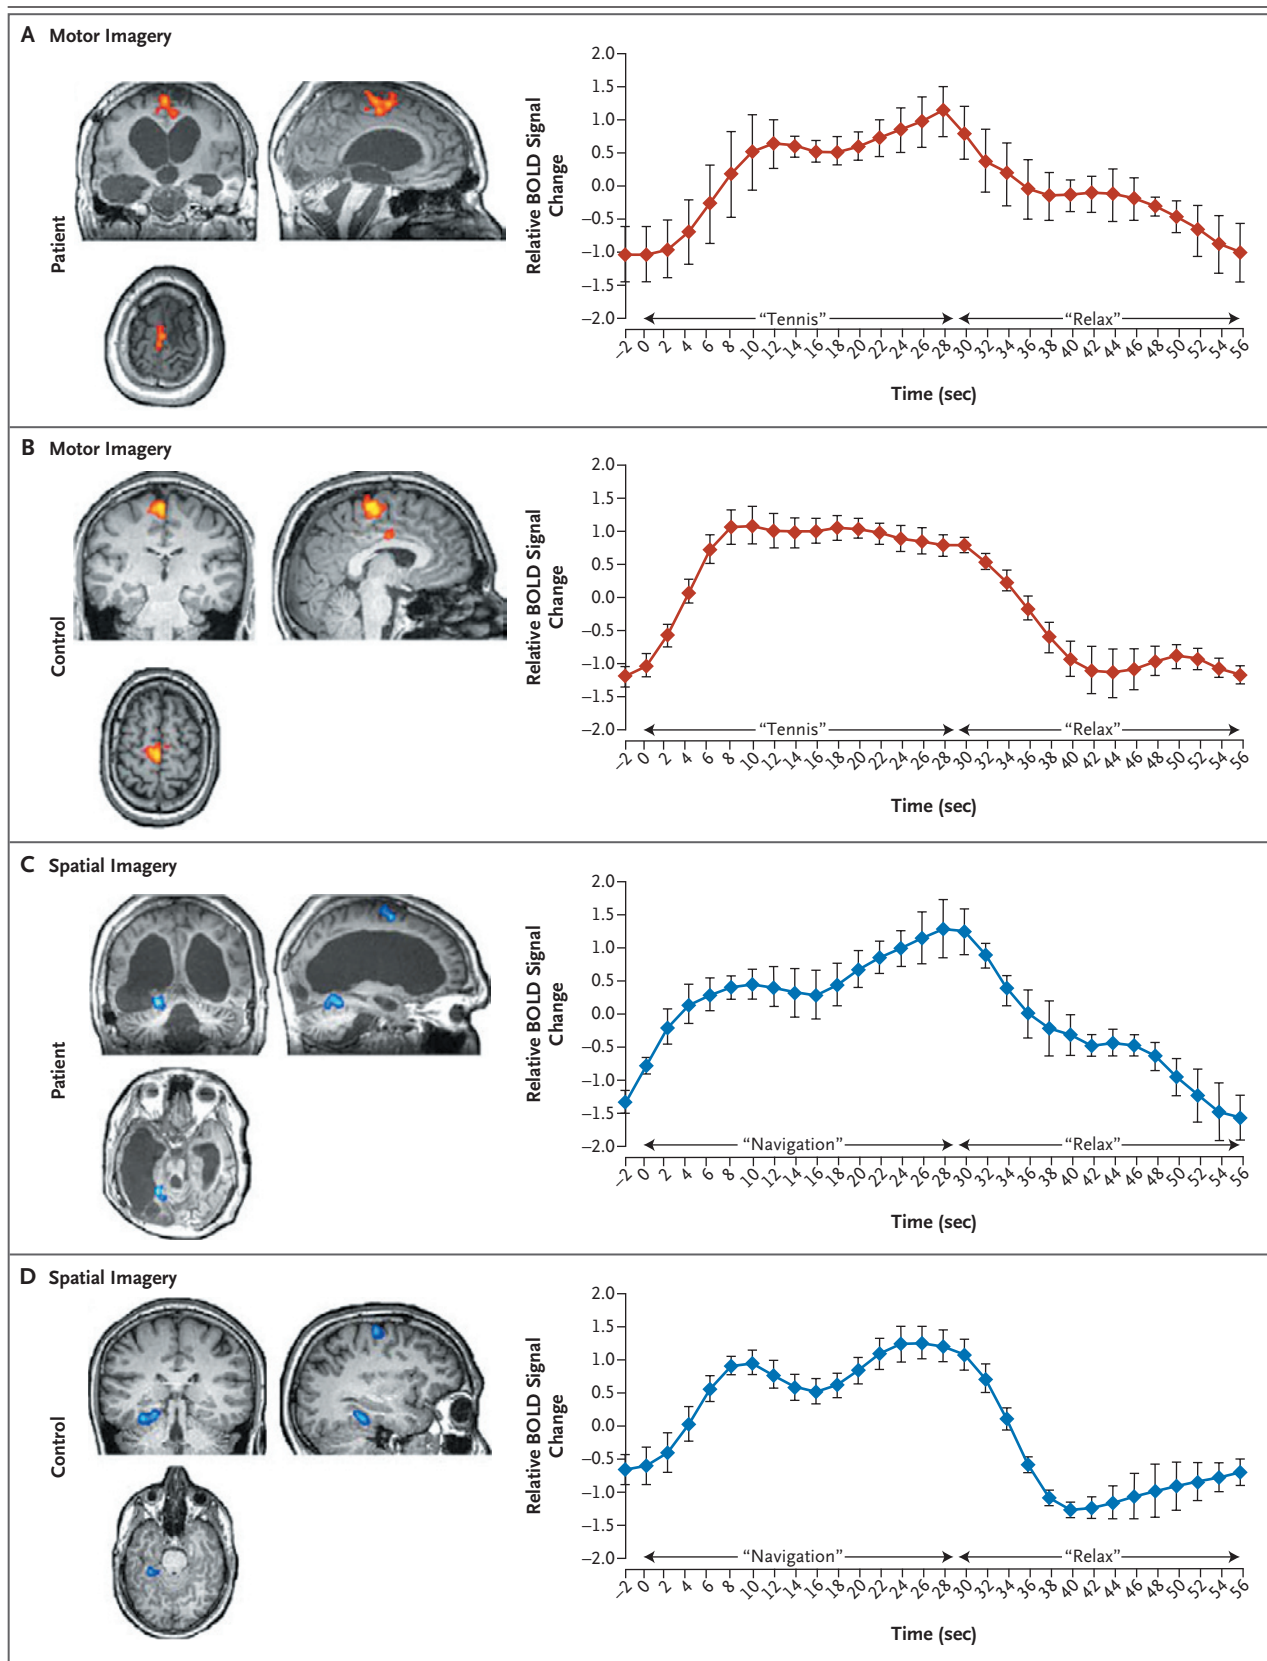 A Motor Imagery
Patient
Relative BOLD Signal
Change
2.0
1.5
1.0
0.5
0.0
–0.5
–1.0
–1.5
–2.0
“Tennis” “Relax”
–2 0 2 4 6 8 10 12 14 16 18 20 22 24 26 28 30 32 34 36 38 40 42 44 46 48 50 52 54 56
Time (sec)
B Motor Imagery
Control
Relative BOLD Signal
Change
2.0
1.5
1.0
0.5
0.0
–0.5
–1.0
–1.5
–2.0
“Tennis” “Relax”
–2 0 2 4 6 8 10 12 14 16 18 20 22 24 26 28 30 32 34 36 38 40 42 44 46 48 50 52 54 56
Time (sec)
C Spatial Imagery
Patient
Relative BOLD Signal
Change
2.0
1.5
1.0
0.5
0.0
–0.5
–1.0
–1.5
–2.0
“Navigation” “Relax”
–2 0 2 4 6 8 10 12 14 16 18 20 22 24 26 28 30 32 34 36 38 40 42 44 46 48 50 52 54 56
Time (sec)
D Spatial Imagery
Control
Relative BOLD Signal
Change
2.0
1.5
1.0
0.5
0.0
–0.5
–1.0
–1.5
–2.0
“Navigation” “Relax”
–2 0 2 4 6 8 10 12 14 16 18 20 22 24 26 28 30 32 34 36 38 40 42 44 46 48 50 52 54 56
Time (sec)